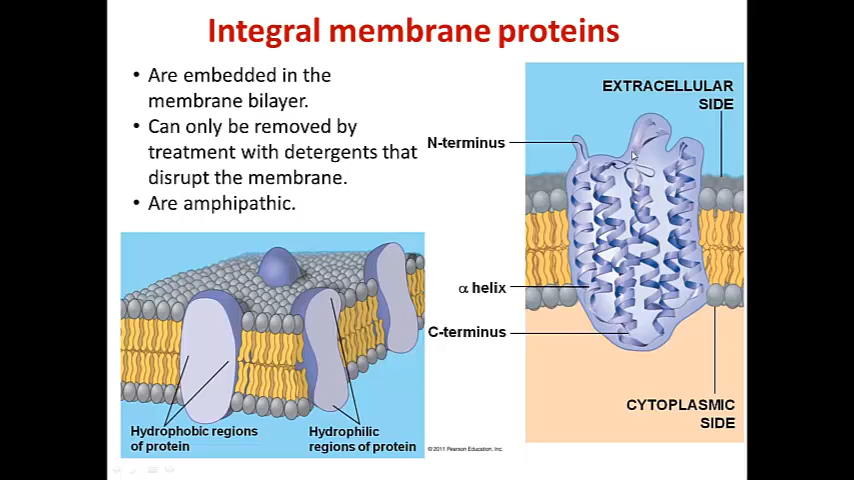 Integral membrane proteins
• Are embedded in the
membrane bilayer.
• Can only be removed by
treatment with detergents that
disrupt the membrane.
• Are amphipathic.
Hydrophobic regions
of protein
Hydrophilic
regions of protein
EXTRACELLULAR
SIDE
N-terminus
α helix
C-terminus
CYTOPLASMIC
SIDE
© 2011 Pearson Education, Inc.